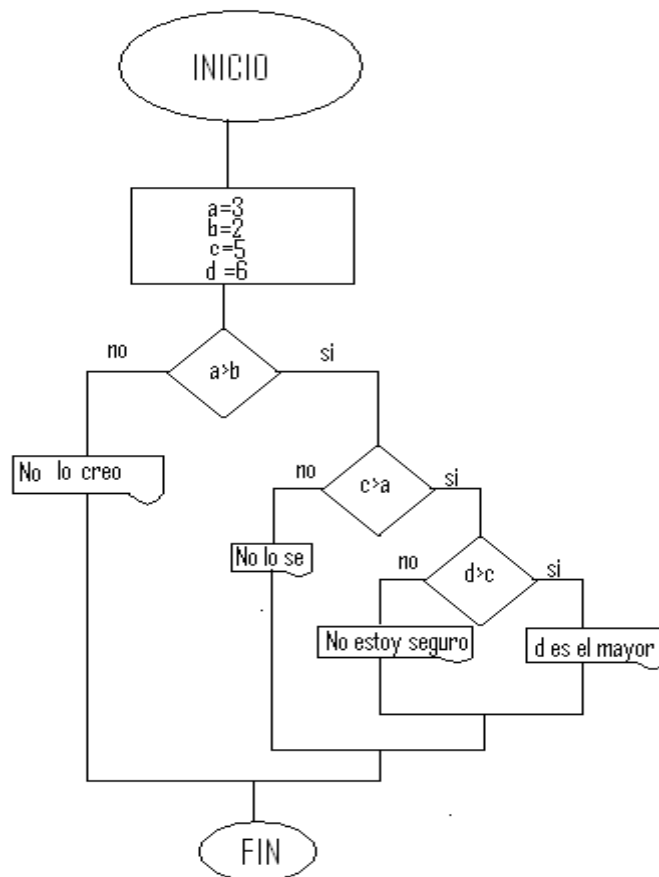 INICIO
a=3
b=2
c=5
d =6
no
si
a>b
No lo creo
no
si
c>a
No lo se
no
si
d>c
No estoy seguro
d es el mayor
FIN